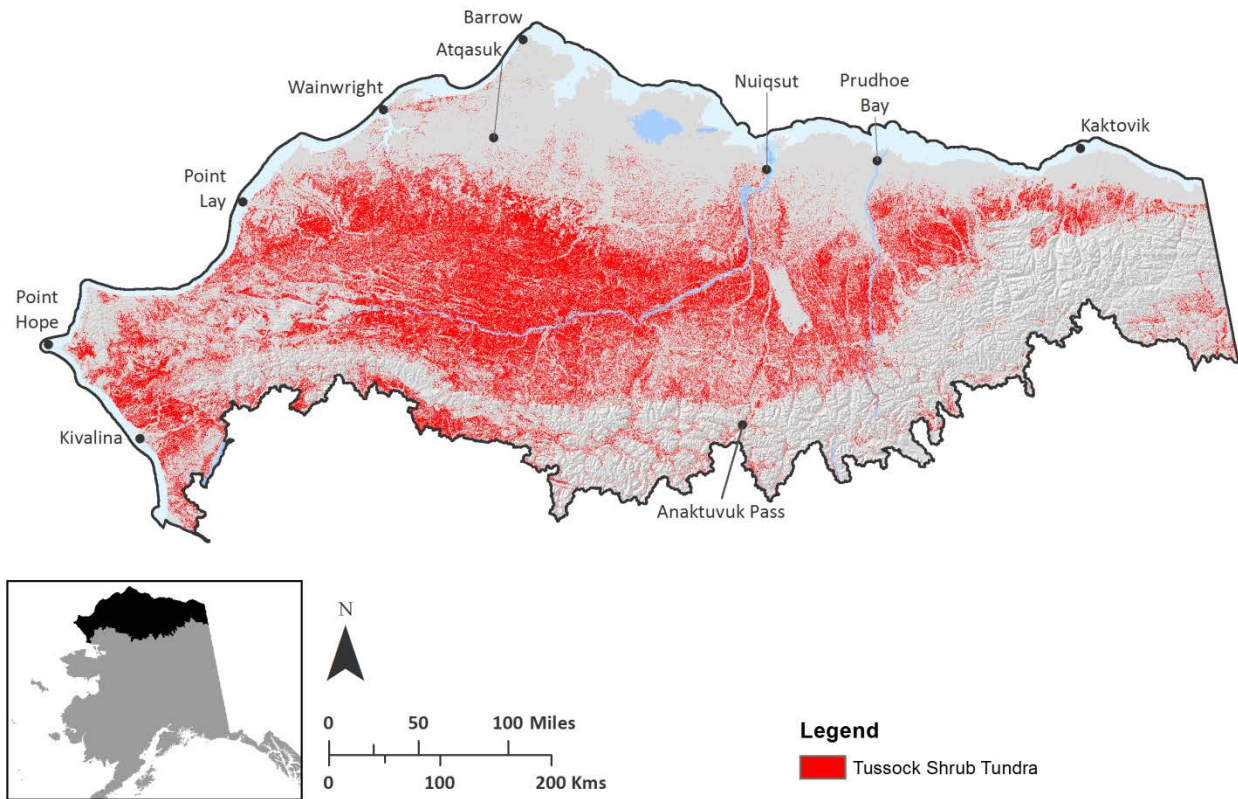 Barrow
Atqasuk
Wainwright
Nuiqsut
Prudhoe
Bay
Kaktovik
Point
Lay
Point
Hope
Kivalina
Anaktuvuk Pass
N
0 50 100 Miles
0 100 200 Kms
Legend
Tussock Shrub Tundra